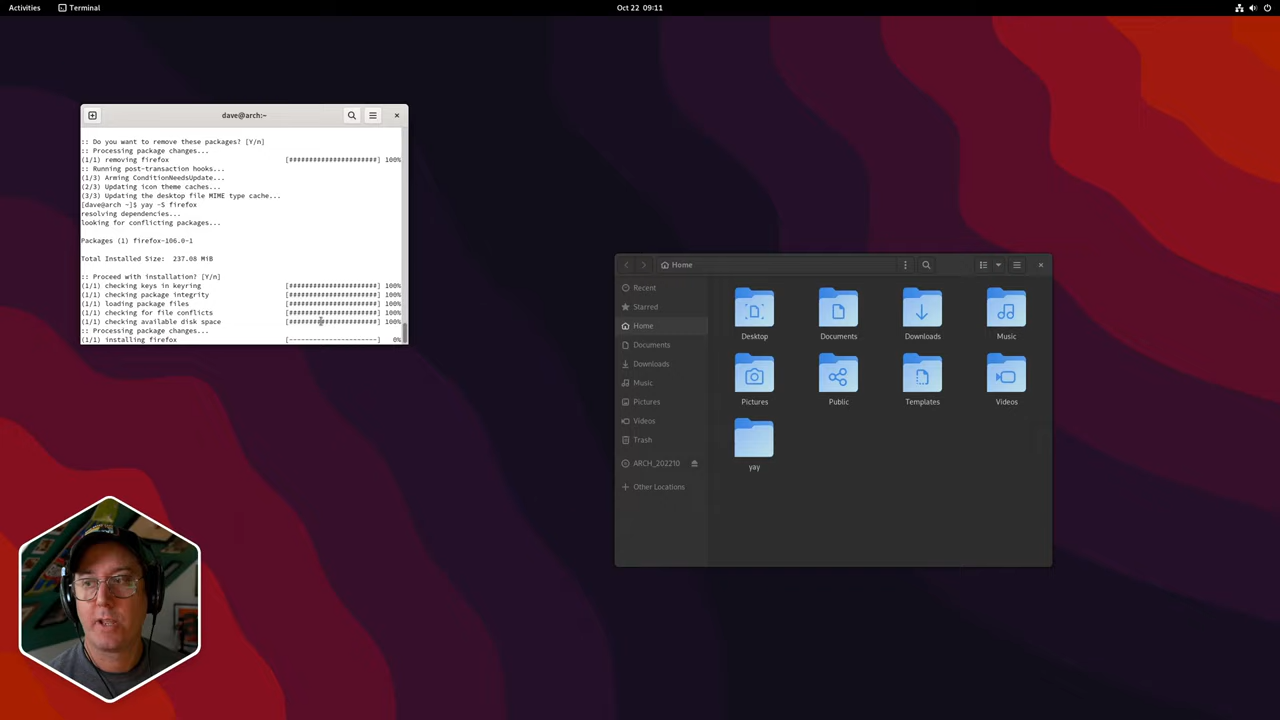 Activities
Terminal
Oct 22 09:11
dave@arch:~
:: Do you want to remove these packages? [Y/n]
:: Processing package changes...
(1/1) removing firefox [######################] 100%
:: Running post-transaction hooks...
(1/3) Arming ConditionNeedsUpdate...
(2/3) Updating icon theme caches...
(3/3) Updating the desktop file MIME type cache...
[dave@arch ~]$ yay -S firefox
resolving dependencies...
looking for conflicting packages...
Packages (1) firefox-106.0-1
Total Installed Size: 237.08 MiB
:: Proceed with installation? [Y/n]
(1/1) checking keys in keyring [######################] 100%
(1/1) checking package integrity [######################] 100%
(1/1) loading package files [######################] 100%
(1/1) checking for file conflicts [######################] 100%
(1/1) checking available disk space [######################] 100%
:: Processing package changes...
(1/1) installing firefox [----------------------] 0%
Home
Recent
Starred
Home
Documents
Downloads
Music
Pictures
Videos
Trash
ARCH_202210
Other Locations
Desktop
Documents
Downloads
Music
Pictures
Public
Templates
Videos
yay